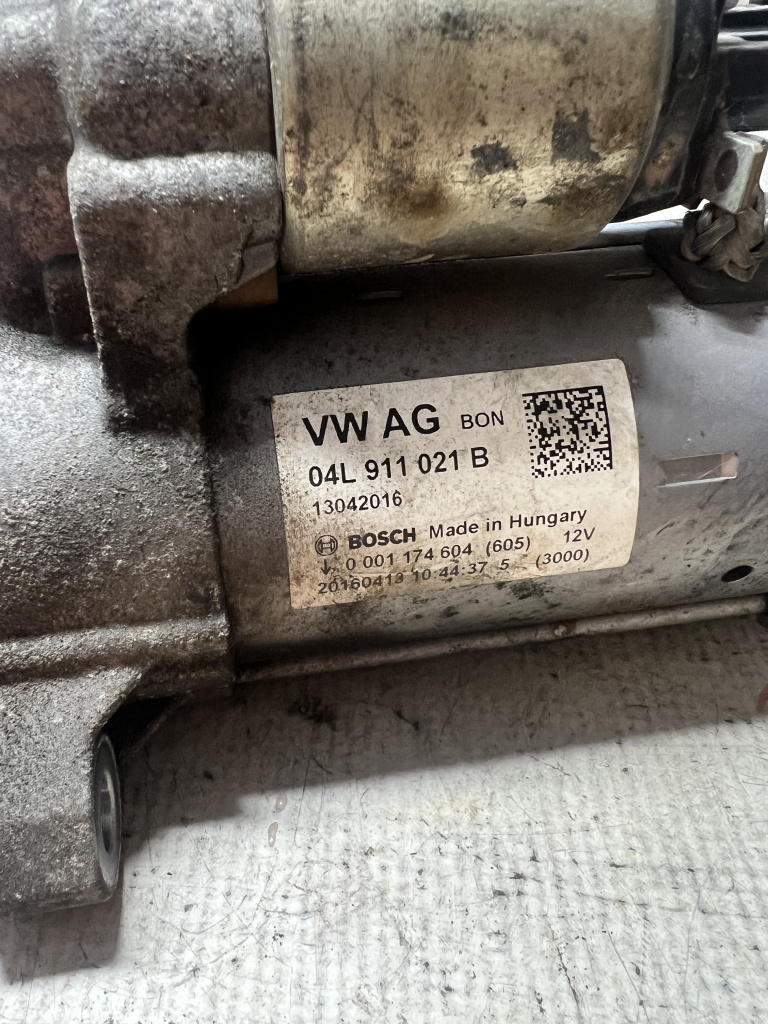 VW AG BON
04L 911 021 B
13042016
BOSCH Made in Hungary
0 001 174 604 (605) 12V
20160413 10:44:37 5 (3000)